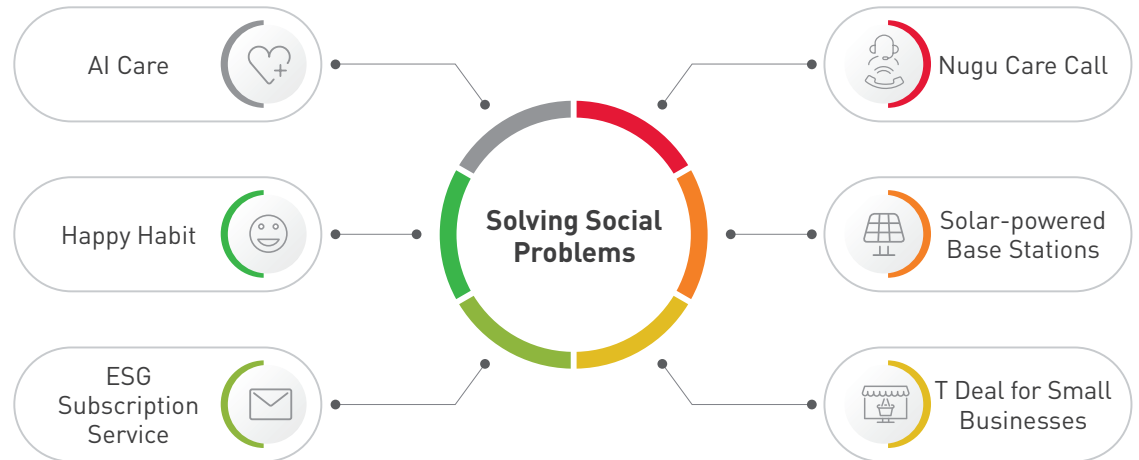 AI Care
Nugu Care Call
Solving Social
Problems
Happy Habit
Solar-powered
Base Stations
ESG
Subscription
Service
T Deal for Small
Businesses